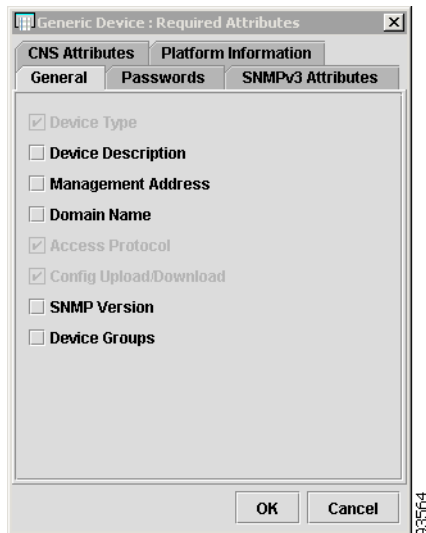 Generic Device : Required Attributes
CNS Attributes Platform Information
General Passwords SNMPv3 Attributes
Device Type
Device Description
Management Address
Domain Name
Access Protocol
Config Upload/Download
SNMP Version
Device Groups
OK Cancel
93564